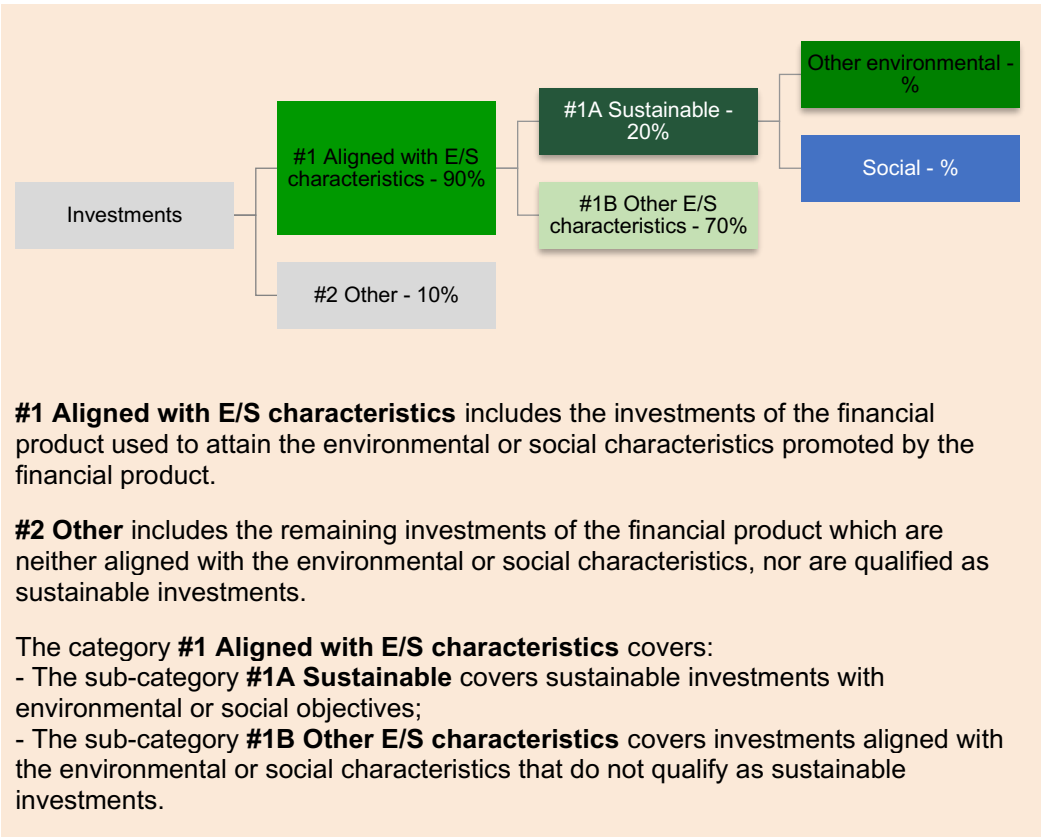 Other environmental -
%
#1A Sustainable -
20%
#1 Aligned with E/S
characteristics - 90%
Social - %
Investments
#1B Other E/S
characteristics - 70%
#2 Other - 10%
#1 Aligned with E/S characteristics includes the investments of the financial
product used to attain the environmental or social characteristics promoted by the
financial product.
#2 Other includes the remaining investments of the financial product which are
neither aligned with the environmental or social characteristics, nor are qualified as
sustainable investments.
The category #1 Aligned with E/S characteristics covers:
- The sub-category #1A Sustainable covers sustainable investments with
environmental or social objectives;
- The sub-category #1B Other E/S characteristics covers investments aligned with
the environmental or social characteristics that do not qualify as sustainable
investments.